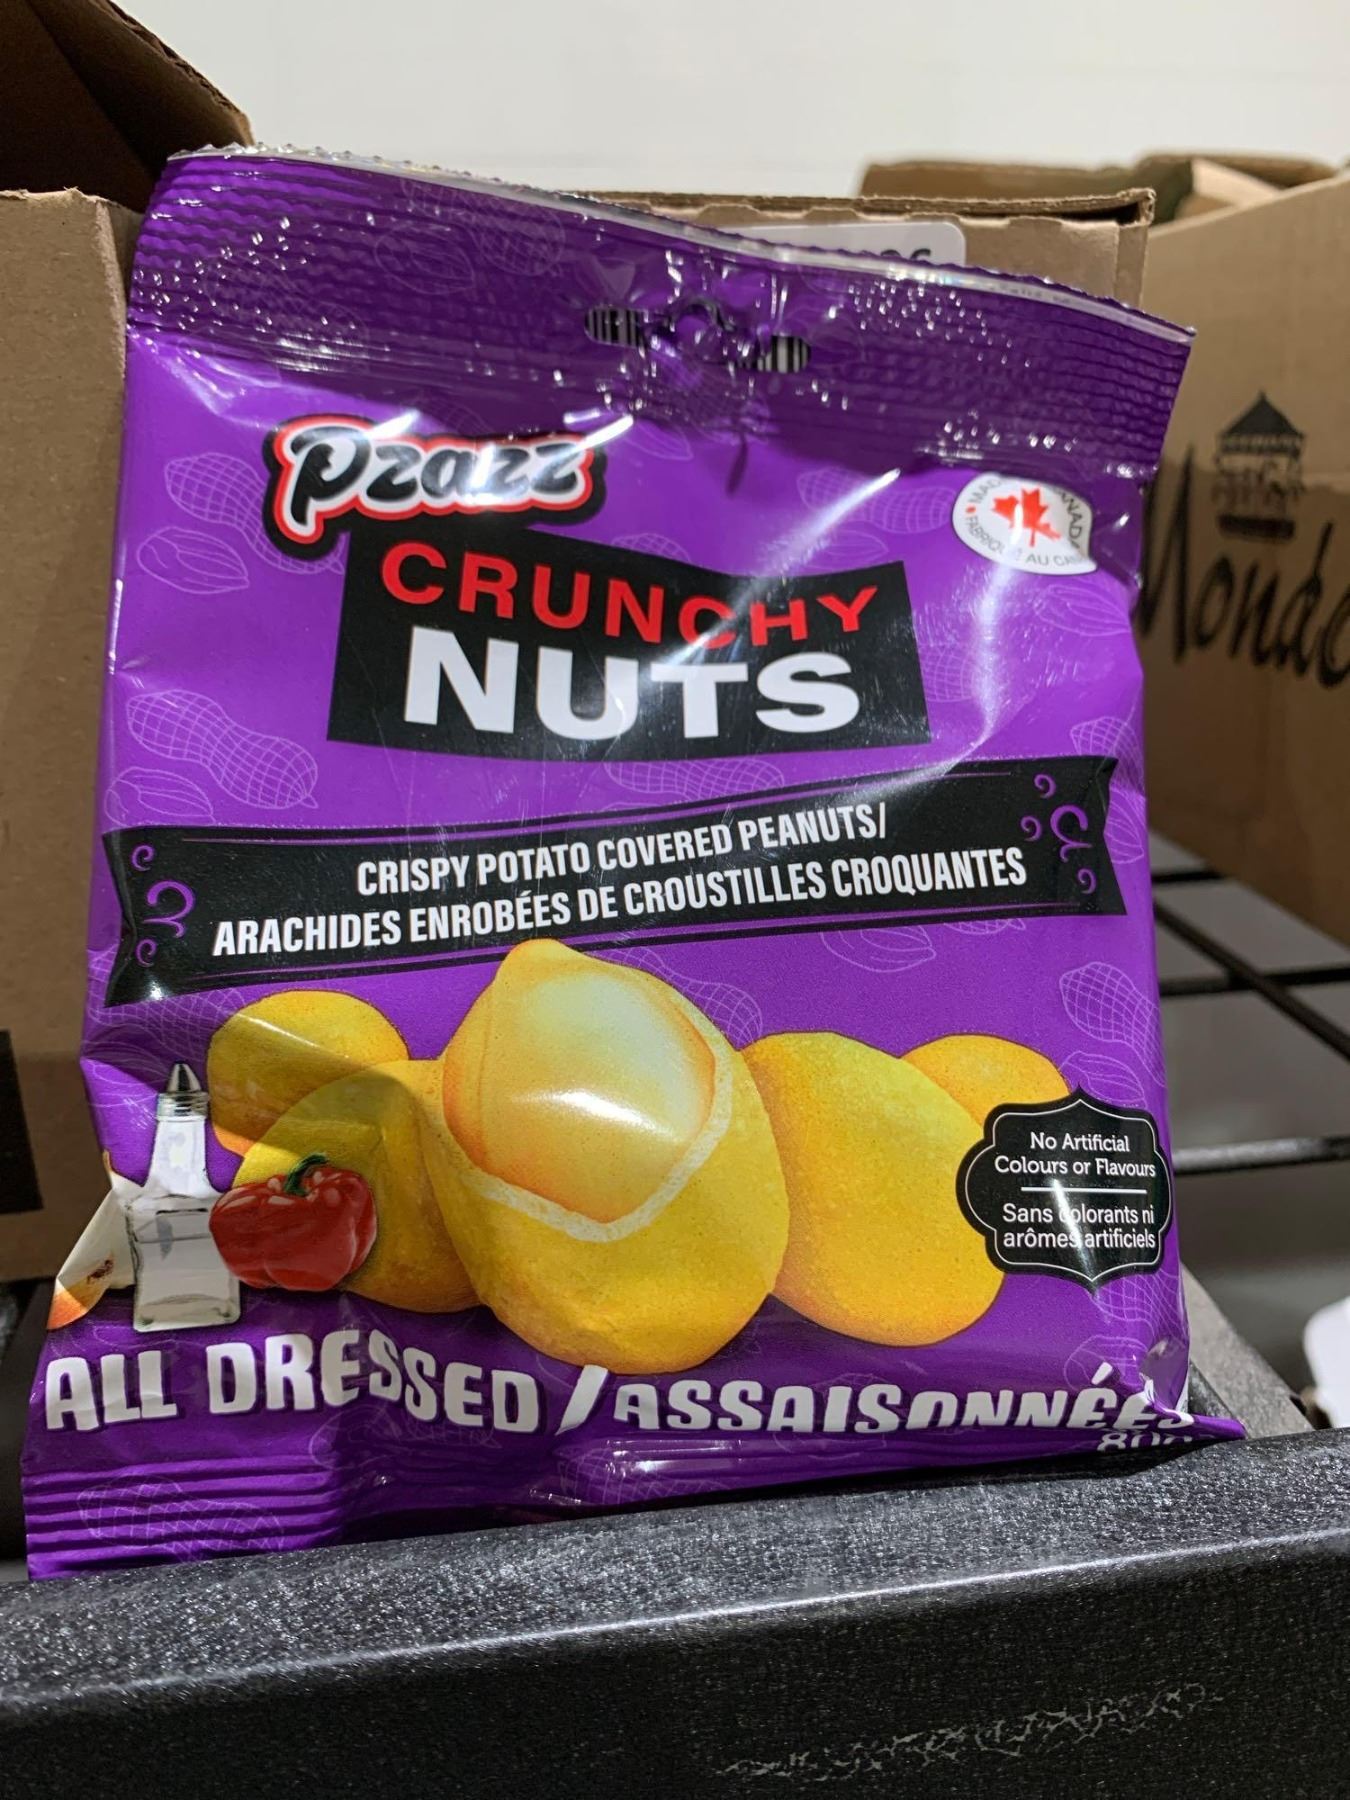 Pzazz
CRUNCHY
NUTS
CRISPY POTATO COVERED PEANUTS/
ARACHIDES ENROBÉES DE CROUSTILLES CROQUANTES
No Artificial
Colours or Flavours
Sans colorants ni
arômes artificiels
ALL DRESSED / ASSAISONNÉES